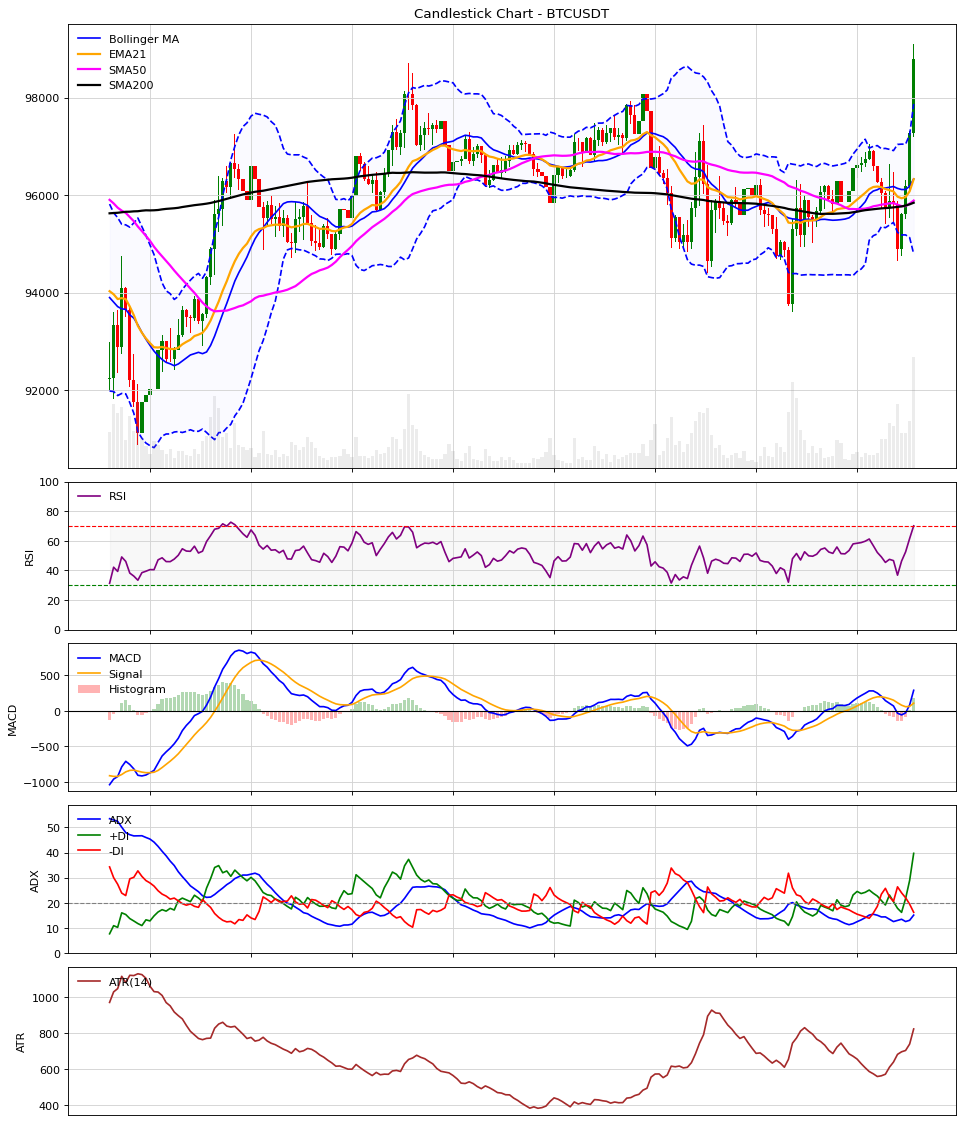 Candlestick Chart - BTCUSDT
Bollinger MA
EMA21
SMA50
SMA200
98000
96000
94000
92000
RSI
RSI
100
80
60
40
20
0
MACD
MACD
Signal
Histogram
500
0
−500
−1000
ADX
ADX
+DI
-DI
50
40
30
20
10
0
ATR
ATR(14)
1000
800
600
400